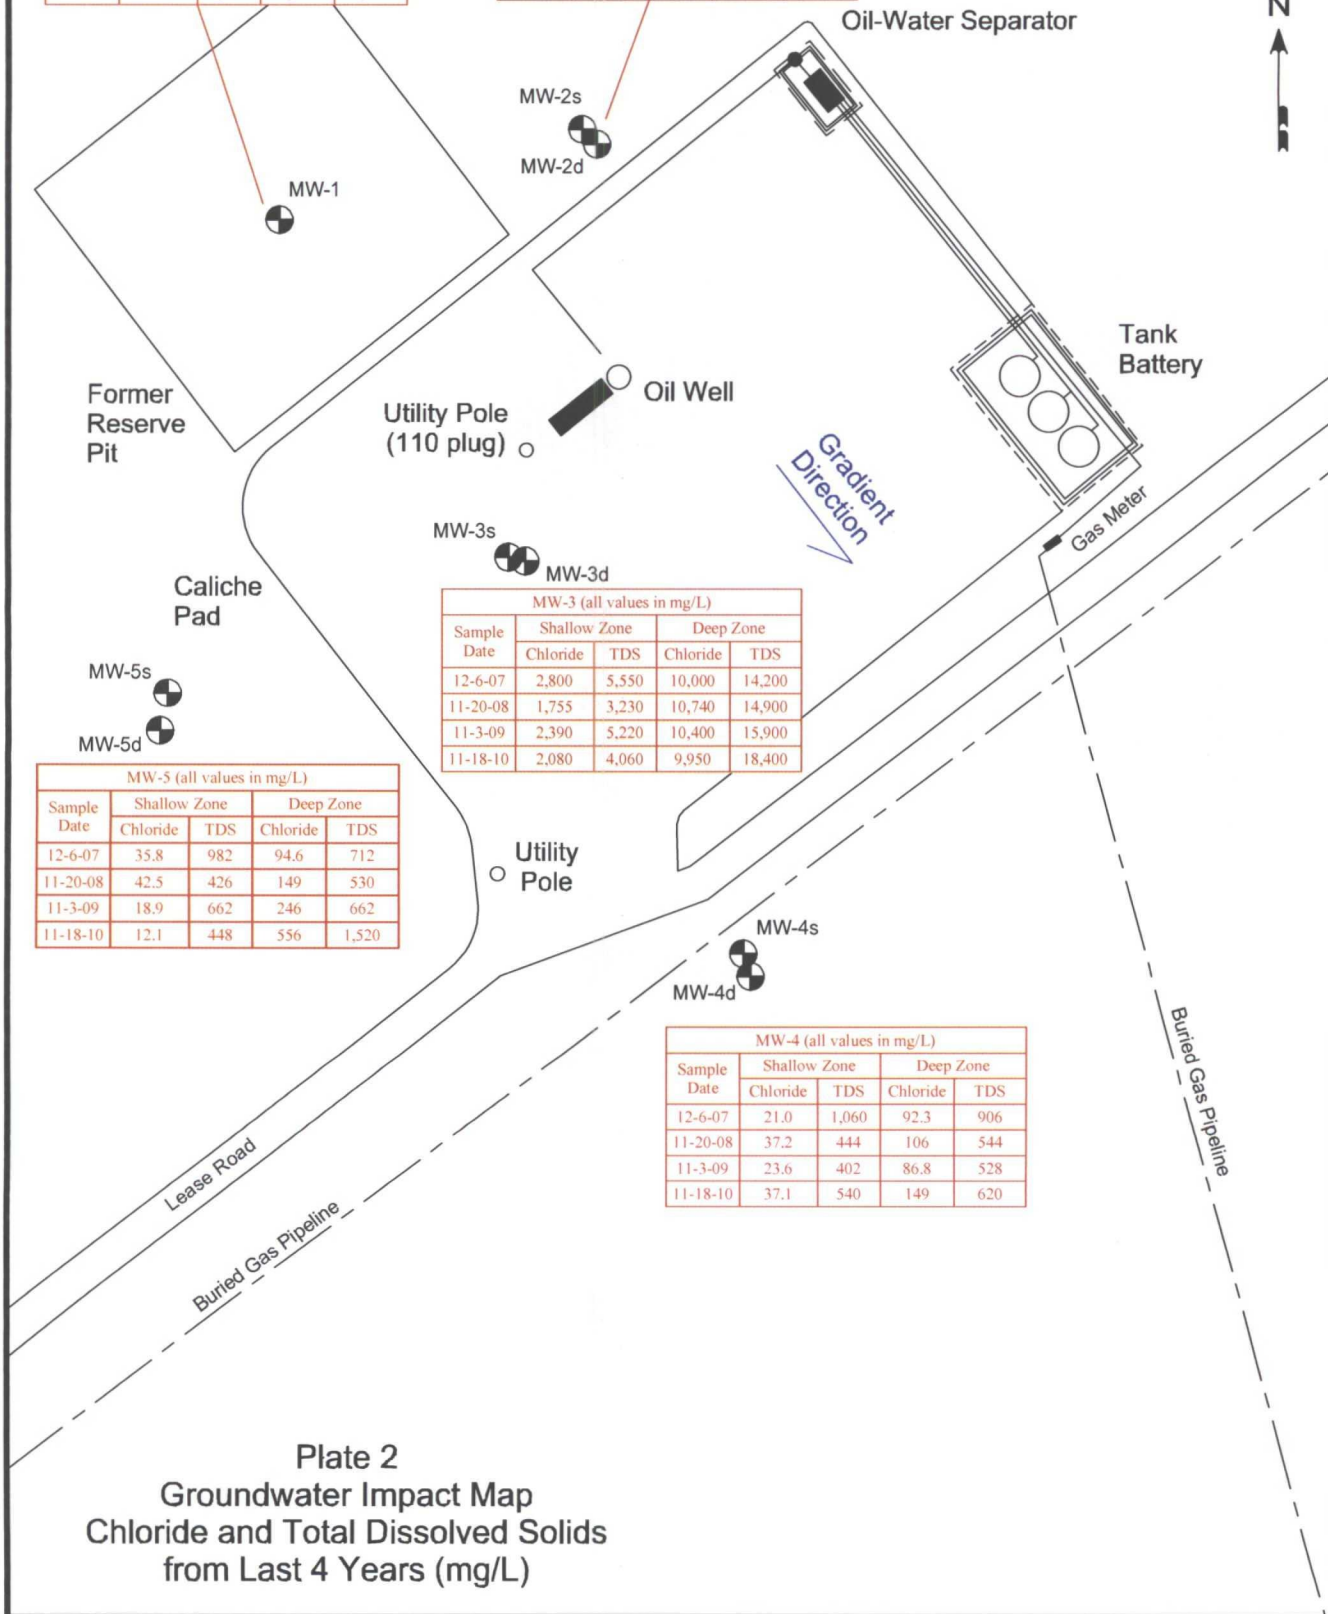 Oil-Water Separator
N
MW-2s
MW-2d
MW-1
Tank
Battery
Former
Reserve
Pit
Utility Pole
(110 plug)
Oil Well
Gradient
Direction
Gas Meter
MW-3s
MW-3d
Caliche
Pad
MW-3 (all values in mg/L)
Sample Date Shallow Zone Deep Zone
Chloride TDS Chloride TDS
12-6-07 2,800 5,550 10,000 14,200
11-20-08 1,755 3,230 10,740 14,900
11-3-09 2,390 5,220 10,400 15,900
11-18-10 2,080 4,060 9,950 18,400
MW-5s
MW-5d
MW-5 (all values in mg/L)
Sample Date Shallow Zone Deep Zone
Chloride TDS Chloride TDS
12-6-07 35.8 982 94.6 712
11-20-08 42.5 426 149 530
11-3-09 18.9 662 246 662
11-18-10 12.1 448 556 1,520
Utility
Pole
MW-4s
MW-4d
MW-4 (all values in mg/L)
Sample Date Shallow Zone Deep Zone
Chloride TDS Chloride TDS
12-6-07 21.0 1,060 92.3 906
11-20-08 37.2 444 106 544
11-3-09 23.6 402 86.8 528
11-18-10 37.1 540 149 620
Buried Gas Pipeline
Lease Road
Buried Gas Pipeline
Plate 2
Groundwater Impact Map
Chloride and Total Dissolved Solids
from Last 4 Years (mg/L)